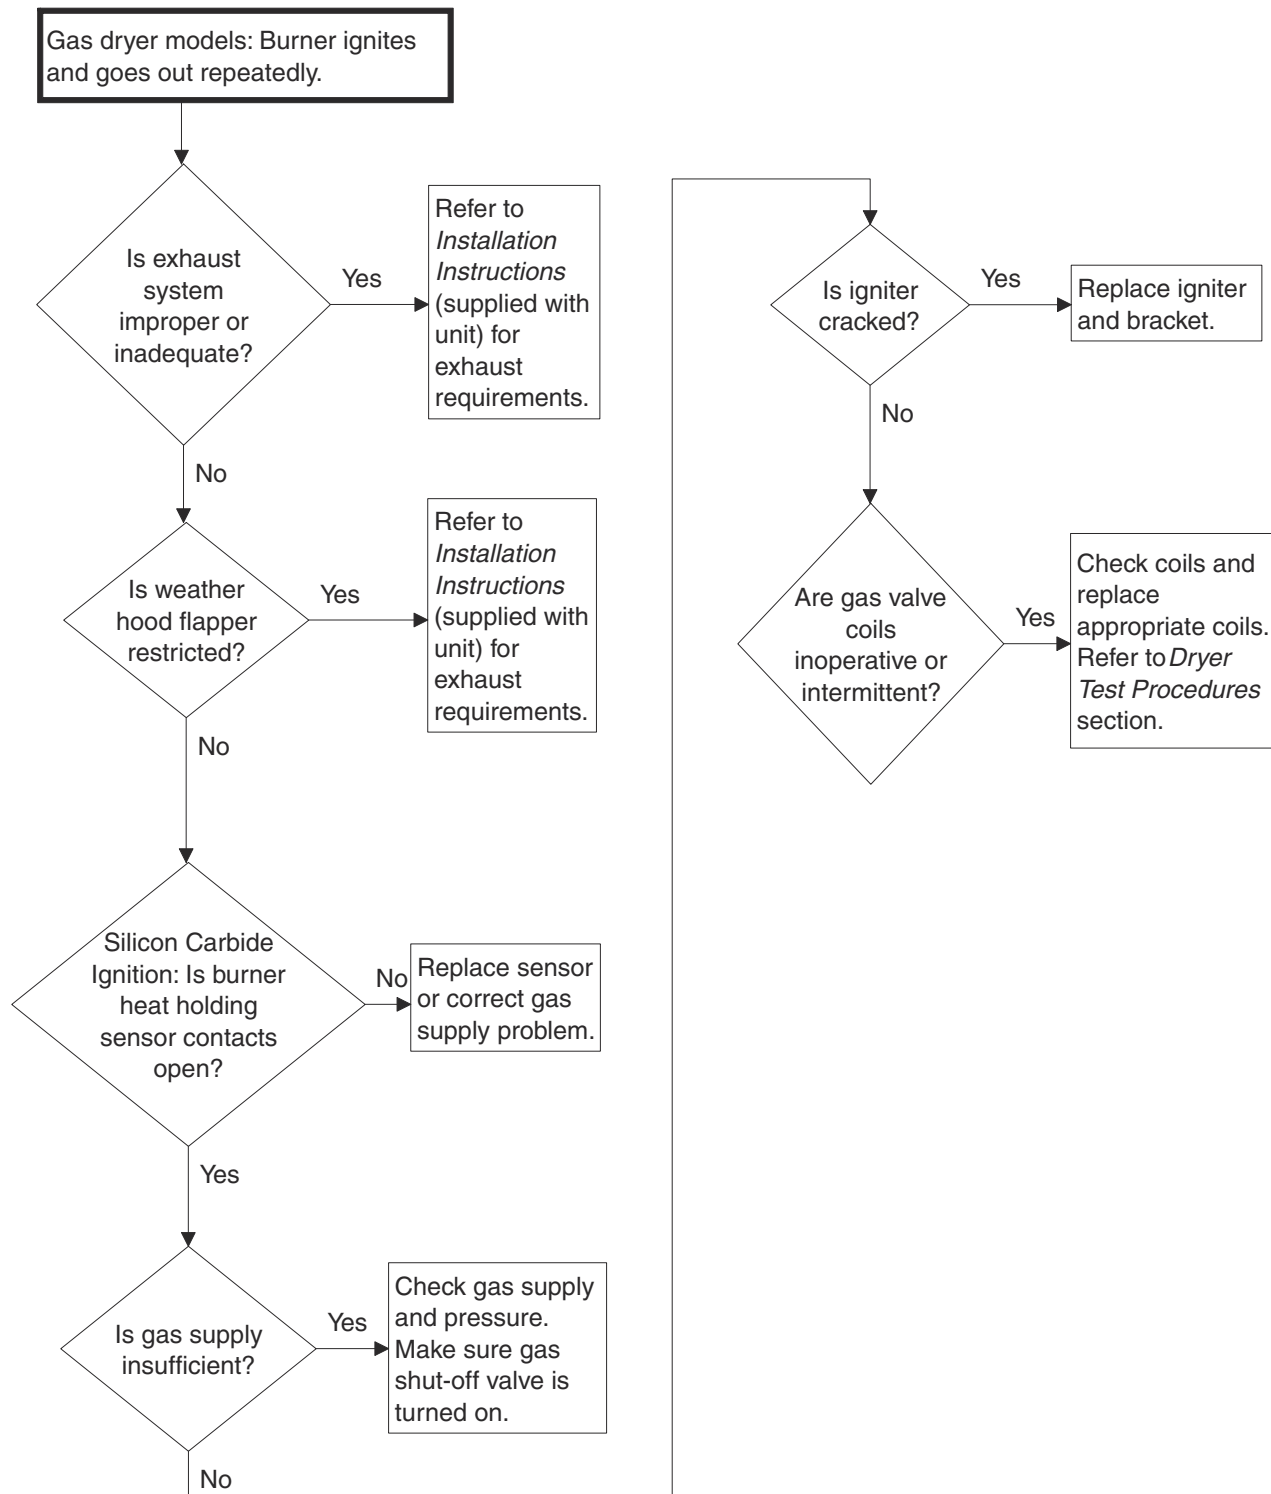 Gas dryer models: Burner ignites
and goes out repeatedly.
Is exhaust
system
improper or
inadequate?
Yes
Refer to
Installation
Instructions
(supplied with
unit) for
exhaust
requirements.
No
Is weather
hood flapper
restricted?
Yes
Refer to
Installation
Instructions
(supplied with
unit) for
exhaust
requirements.
No
Silicon Carbide
Ignition: Is burner
heat holding
sensor contacts
open?
No
Replace sensor
or correct gas
supply problem.
Yes
Is gas supply
insufficient?
Yes
Check gas supply
and pressure.
Make sure gas
shut-off valve is
turned on.
No
Is igniter
cracked?
Yes
Replace igniter
and bracket.
No
Are gas valve
coils
inoperative or
intermittent?
Yes
Check coils and
replace
appropriate coils.
Refer to Dryer
Test Procedures
section.